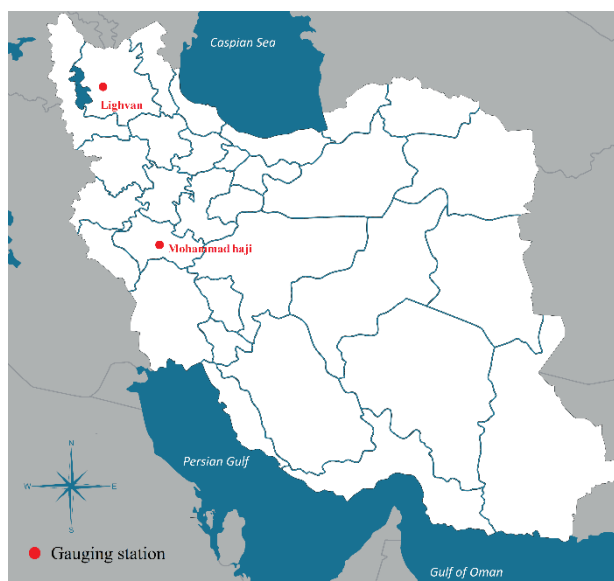 Caspian Sea
Lighvan
Mohammad haji
Persian Gulf
N
W
E
S
Gauging station
Gulf of Oman